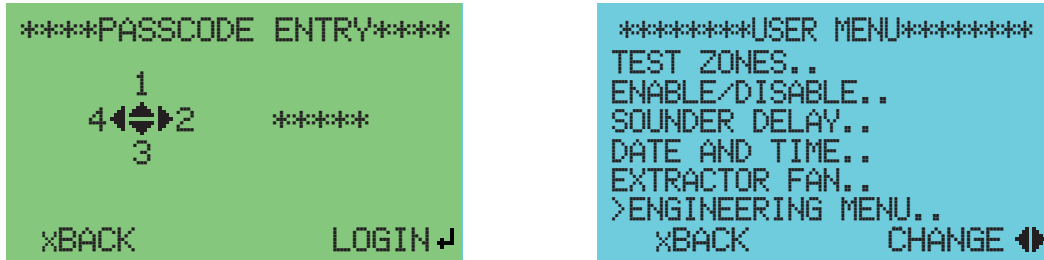 ****PASSCODE ENTRY****
1
4 2 *****
3
xBACK LOGIN
********USER MENU********
TEST ZONES..
ENABLE/DISABLE..
SOUNDER DELAY..
DATE AND TIME..
EXTRACTOR FAN..
>ENGINEERING MENU..
xBACK CHANGE